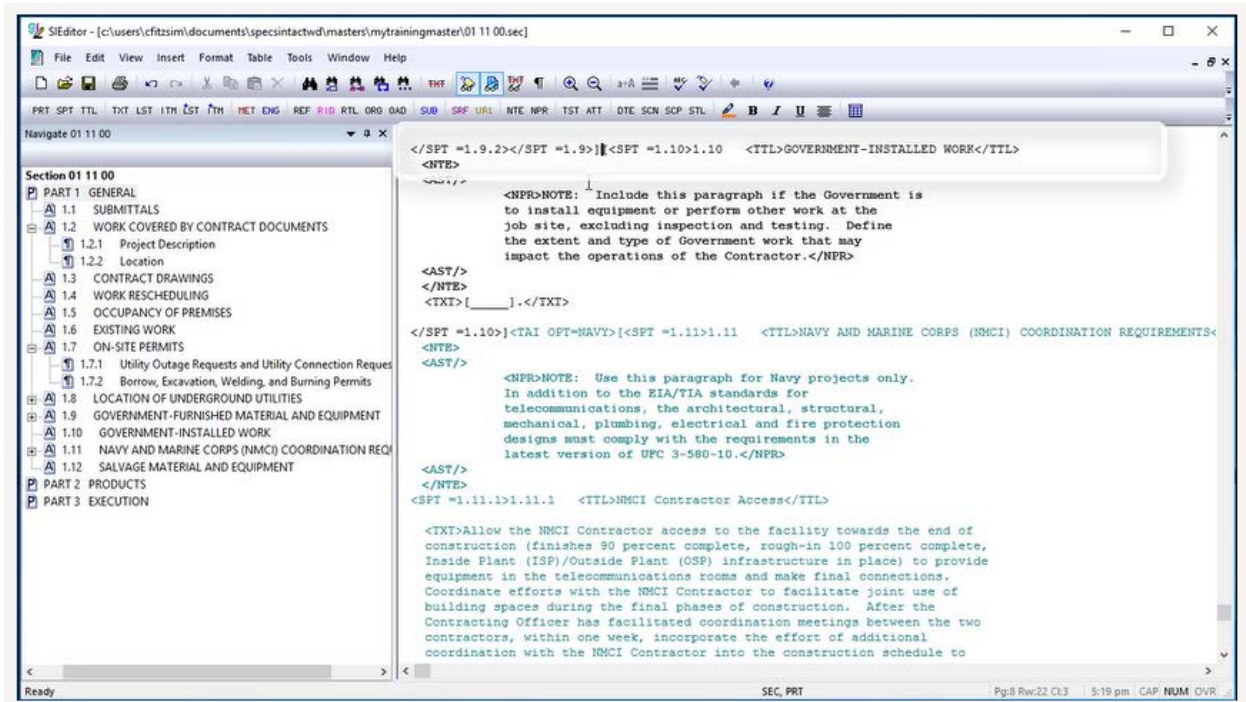 SIEditor - [c:\users\cfitzsim\documents\specsintactwd\masters\mytrainingmaster\01 11 00.sec]
File Edit View Insert Format Table Tools Window Help
THT
PRT SPT TTL TXT LST ITM LST ITM MET ENG REF RID RTL ORG OAD SUB SRF URL NTE NPR TST ATT DTE SCN SCP STL B I U
Navigate 01 11 00
Section 01 11 00
P PART 1 GENERAL
A 1.1 SUBMITTALS
A 1.2 WORK COVERED BY CONTRACT DOCUMENTS
¶ 1.2.1 Project Description
¶ 1.2.2 Location
A 1.3 CONTRACT DRAWINGS
A 1.4 WORK RESCHEDULING
A 1.5 OCCUPANCY OF PREMISES
A 1.6 EXISTING WORK
A 1.7 ON-SITE PERMITS
¶ 1.7.1 Utility Outage Requests and Utility Connection Reques
¶ 1.7.2 Borrow, Excavation, Welding, and Burning Permits
A 1.8 LOCATION OF UNDERGROUND UTILITIES
A 1.9 GOVERNMENT-FURNISHED MATERIAL AND EQUIPMENT
A 1.10 GOVERNMENT-INSTALLED WORK
A 1.11 NAVY AND MARINE CORPS (NMCI) COORDINATION REQU
A 1.12 SALVAGE MATERIAL AND EQUIPMENT
P PART 2 PRODUCTS
P PART 3 EXECUTION
</SPT =1.9.2></SPT =1.9>][<SPT =1.10>1.10 <TTL>GOVERNMENT-INSTALLED WORK</TTL>
<NTE>
<AST/>
<NPR>NOTE: Include this paragraph if the Government is
to install equipment or perform other work at the
job site, excluding inspection and testing. Define
the extent and type of Government work that may
impact the operations of the Contractor.</NPR>
<AST/>
</NTE>
<TXT>[_____].</TXT>
</SPT =1.10>]<TAI OPT=NAVY>[<SPT =1.11>1.11 <TTL>NAVY AND MARINE CORPS (NMCI) COORDINATION REQUIREMENTS<
<NTE>
<AST/>
<NPR>NOTE: Use this paragraph for Navy projects only.
In addition to the EIA/TIA standards for
telecommunications, the architectural, structural,
mechanical, plumbing, electrical and fire protection
designs must comply with the requirements in the
latest version of UFC 3-580-10.</NPR>
<AST/>
</NTE>
<SPT =1.11.1>1.11.1 <TTL>NMCI Contractor Access</TTL>
<TXT>Allow the NMCI Contractor access to the facility towards the end of
construction (finishes 90 percent complete, rough-in 100 percent complete,
Inside Plant (ISP)/Outside Plant (OSP) infrastructure in place) to provide
equipment in the telecommunications rooms and make final connections.
Coordinate efforts with the NMCI Contractor to facilitate joint use of
building spaces during the final phases of construction. After the
Contracting Officer has facilitated coordination meetings between the two
contractors, within one week, incorporate the effort of additional
coordination with the NMCI Contractor into the construction schedule to
Ready SEC, PRT Pg:8 Rw:22 Cl:3 5:19 pm CAP NUM OVR